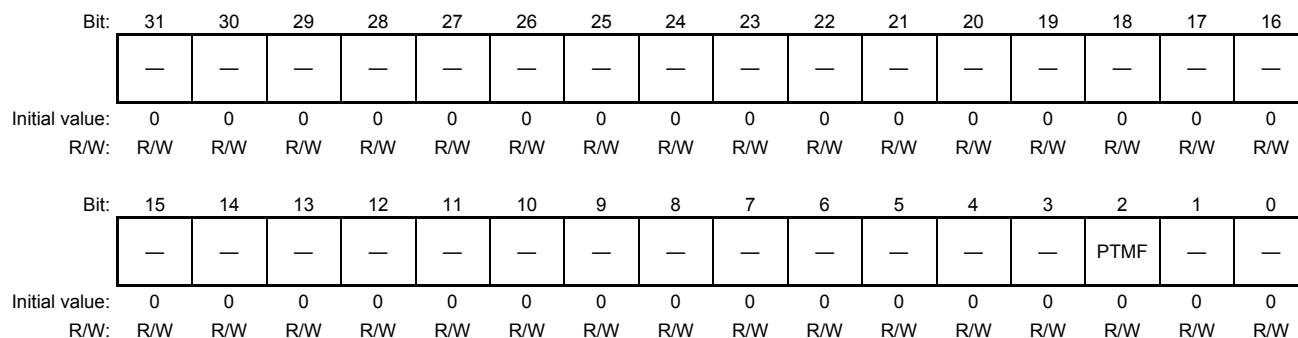 Bit: 31 30 29 28 27 26 25 24 23 22 21 20 19 18 17 16
— — — — — — — — — — — — — — — —
Initial value: 0 0 0 0 0 0 0 0 0 0 0 0 0 0 0 0
R/W: R/W R/W R/W R/W R/W R/W R/W R/W R/W R/W R/W R/W R/W R/W R/W R/W
Bit: 15 14 13 12 11 10 9 8 7 6 5 4 3 2 1 0
— — — — — — — — — — — — — PTMF — —
Initial value: 0 0 0 0 0 0 0 0 0 0 0 0 0 0 0 0
R/W: R/W R/W R/W R/W R/W R/W R/W R/W R/W R/W R/W R/W R/W R/W R/W R/W